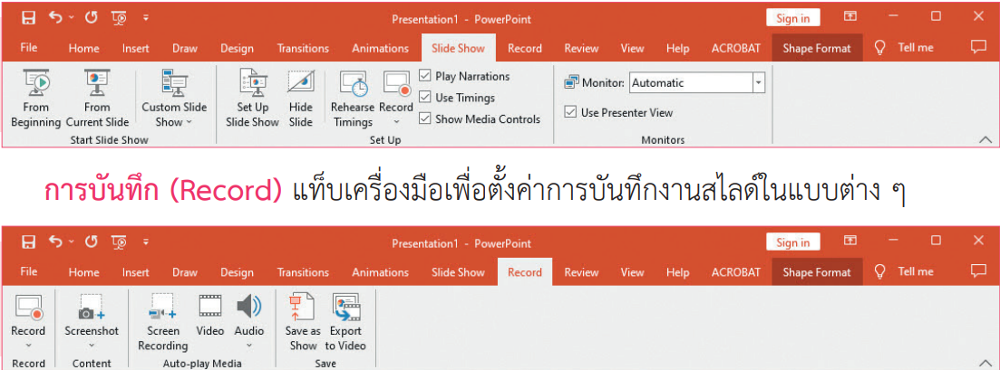 Presentation1 - PowerPoint
Sign in
File Home Insert Draw Design Transitions Animations Slide Show Record Review View Help ACROBAT Shape Format Tell me
From Beginning
From Current Slide
Custom Slide Show
Set Up Slide Show
Hide Slide
Rehearse Timings
Record
Play Narrations
Use Timings
Show Media Controls
Monitor: Automatic
Use Presenter View
Start Slide Show
Set Up
Monitors
การบันทึก (Record) แท็บเครื่องมือเพื่อตั้งค่าการบันทึกงานสไลด์ในแบบต่าง ๆ
Presentation1 - PowerPoint
Sign in
File Home Insert Draw Design Transitions Animations Slide Show Record Review View Help ACROBAT Shape Format Tell me
Record
Screenshot
Screen Recording
Video
Audio
Save as Show
Export to Video
Record
Content
Auto-play Media
Save